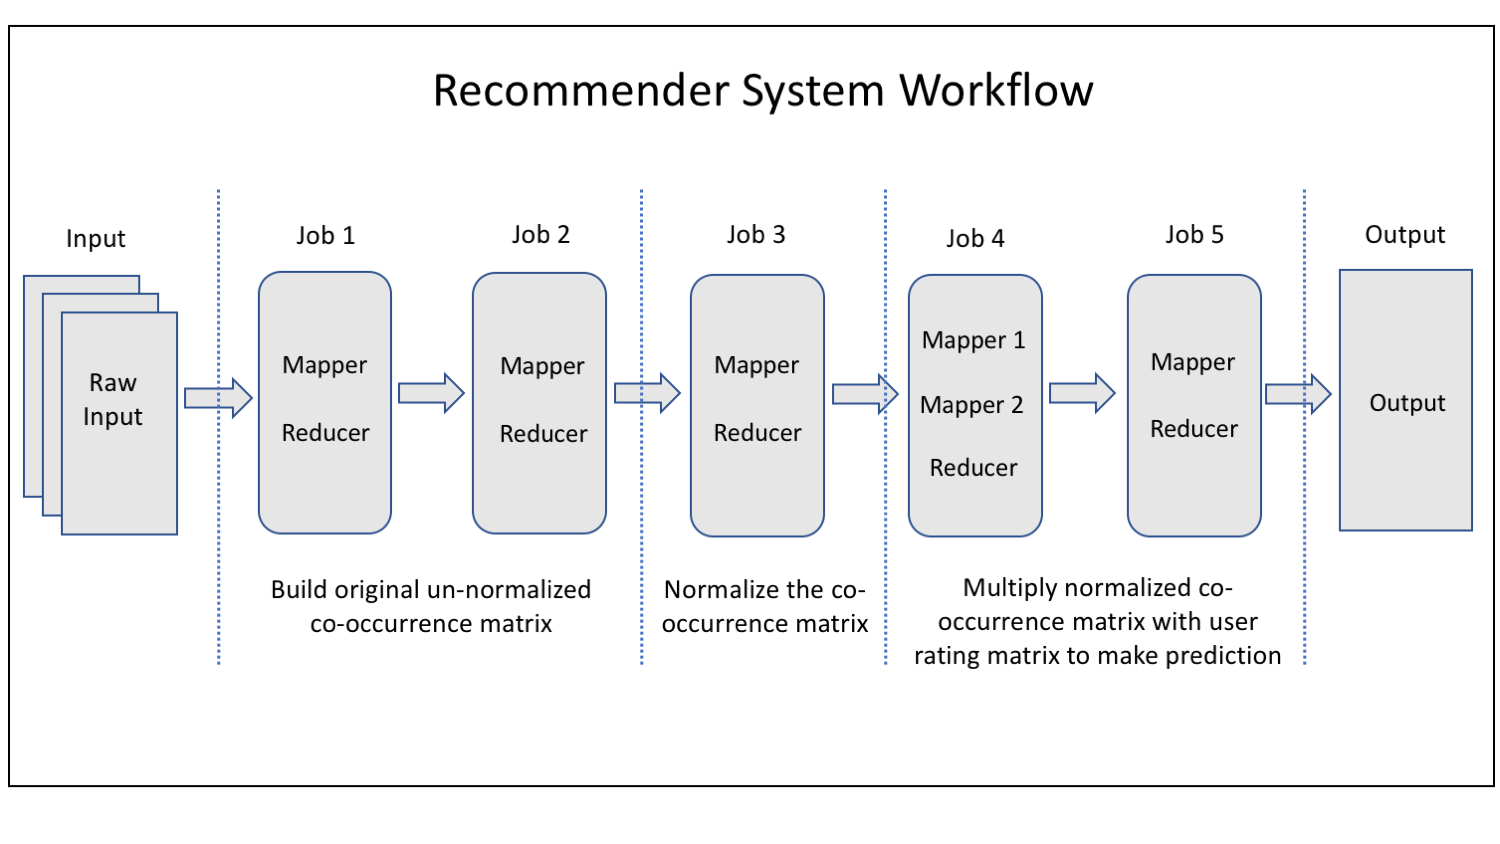 Recommender System Workflow
Input
Raw
Input
Job 1
Mapper
Reducer
Job 2
Mapper
Reducer
Build original un-normalized
co-occurrence matrix
Job 3
Mapper
Reducer
Normalize the co-
occurrence matrix
Job 4
Mapper 1
Mapper 2
Reducer
Job 5
Mapper
Reducer
Multiply normalized co-
occurrence matrix with user
rating matrix to make prediction
Output
Output